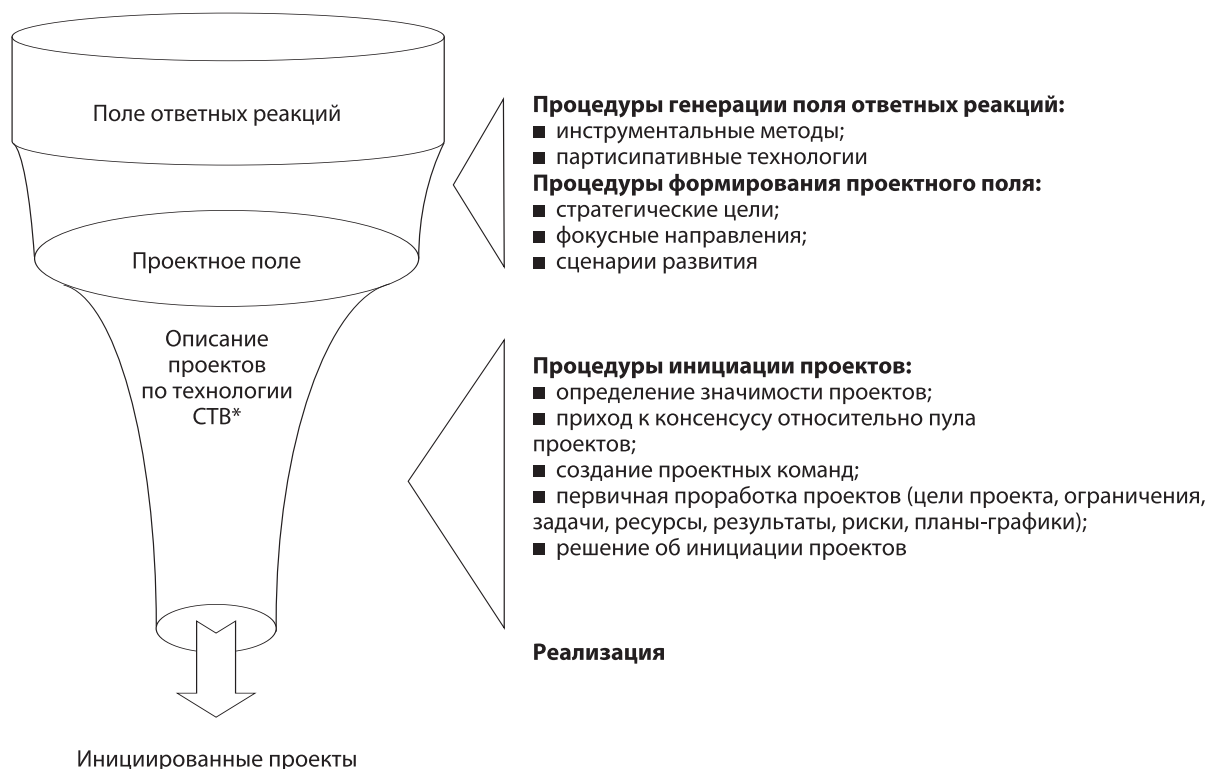 Поле ответных реакций
Проектное поле
Описание
проектов
по технологии
СТВ*
Инициированные проекты
Процедуры генерации поля ответных реакций:
■ инструментальные методы;
■ партисипативные технологии
Процедуры формирования проектного поля:
■ стратегические цели;
■ фокусные направления;
■ сценарии развития
Процедуры инициации проектов:
■ определение значимости проектов;
■ приход к консенсусу относительно пула
проектов;
■ создание проектных команд;
■ первичная проработка проектов (цели проекта, ограничения,
задачи, ресурсы, результаты, риски, планы-графики);
■ решение об инициации проектов
Реализация